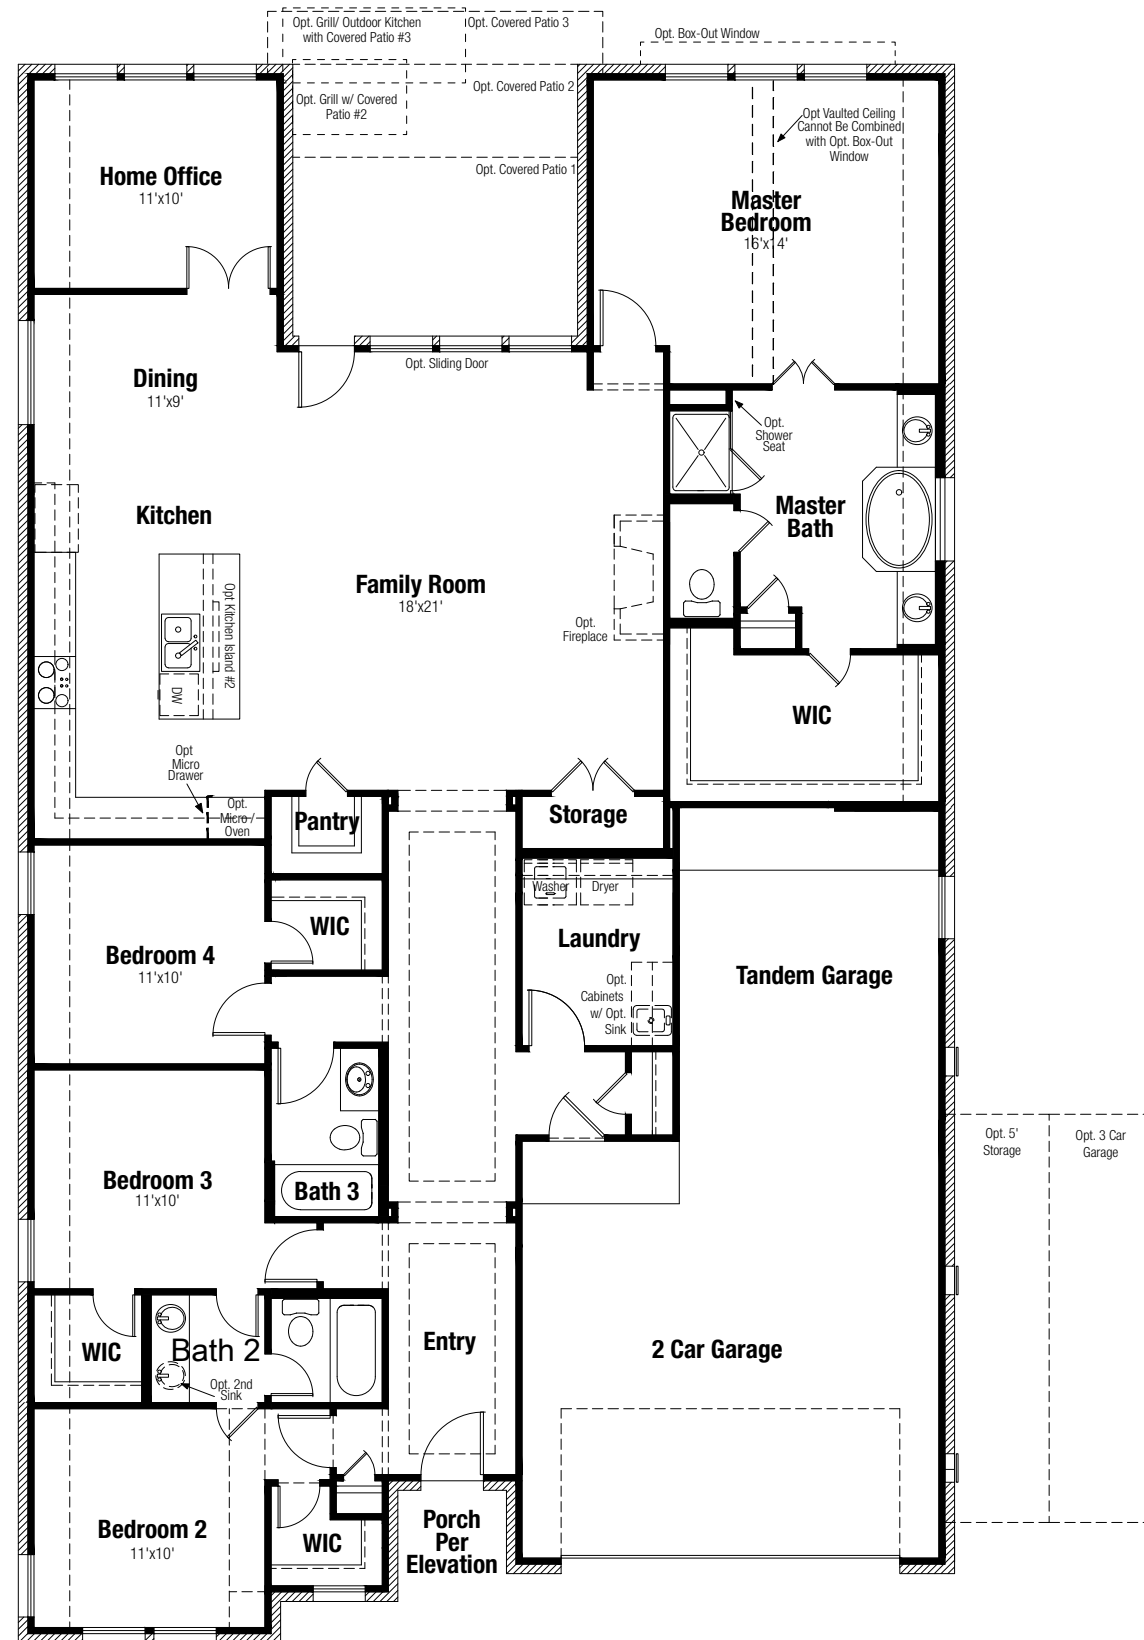 Opt. Grill/ Outdoor Kitchen
with Covered Patio #3
Opt. Covered Patio 3
Opt. Box-Out Window
Opt. Grill w/ Covered
Patio #2
Opt. Covered Patio 2
Opt. Covered Patio 1
Opt Vaulted Ceiling
Cannot Be Combined
with Opt. Box-Out
Window
Home Office
11'x10'
Master
Bedroom
16'x14'
Opt. Sliding Door
Dining
11'x9'
Opt.
Shower
Seat
Kitchen
Master
Bath
Family Room
18'x21'
Opt Kitchen Island #2
DW
Opt.
Fireplace
WIC
Opt
Micro
Drawer
Opt.
Micro /
Oven
Pantry
Storage
Washer
Dryer
WIC
Laundry
Bedroom 4
11'x10'
Opt.
Cabinets
w/ Opt.
Sink
Tandem Garage
Opt. 5'
Storage
Opt. 3 Car
Garage
Bedroom 3
11'x10'
Bath 3
WIC
Bath 2
Opt. 2nd
Sink
Entry
2 Car Garage
Bedroom 2
11'x10'
WIC
Porch
Per
Elevation